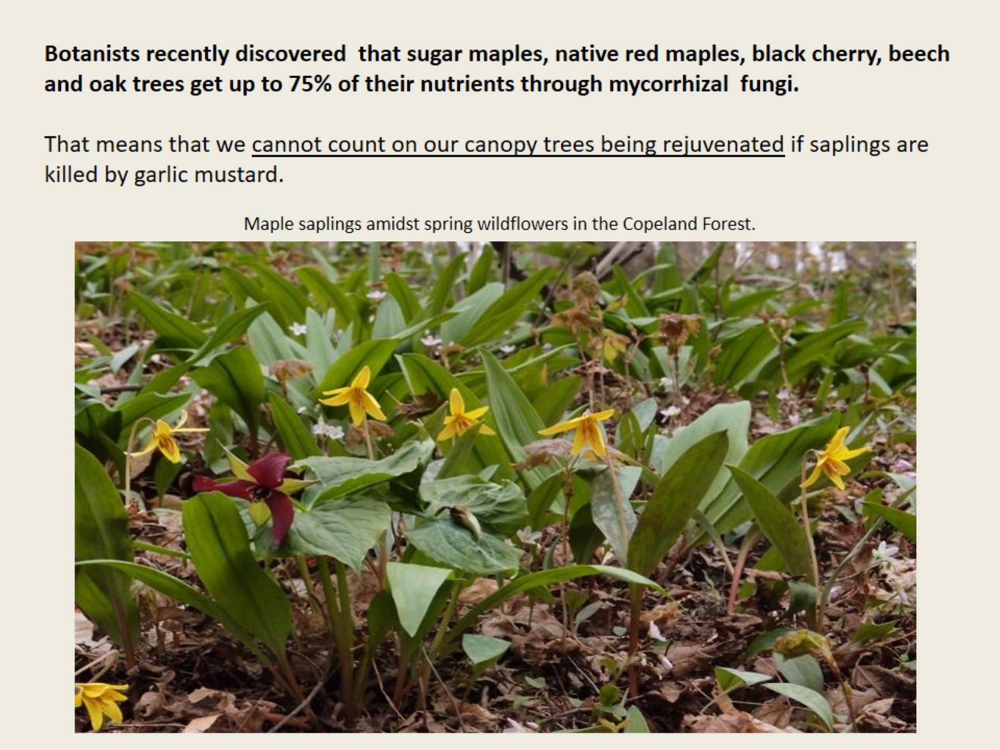 Botanists recently discovered  that sugar maples, native red maples, black cherry, beech
and oak trees get up to 75% of their nutrients through mycorrhizal  fungi.
That means that we cannot count on our canopy trees being rejuvenated if saplings are
killed by garlic mustard.
Maple saplings amidst spring wildflowers in the Copeland Forest.